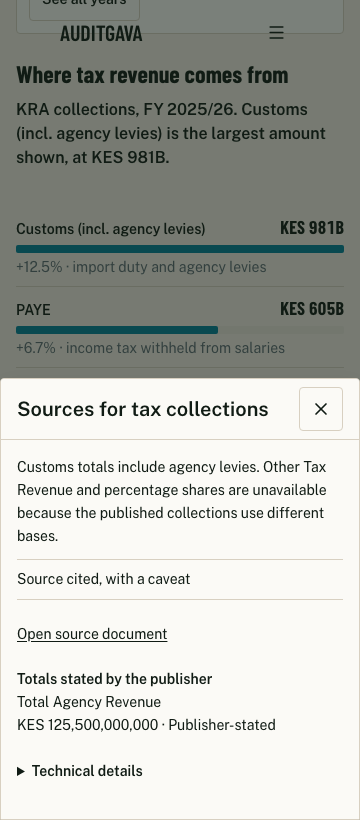 See all years
AUDITGAVA
Where tax revenue comes from
KRA collections, FY 2025/26. Customs
(incl. agency levies) is the largest amount
shown, at KES 981B.
Customs (incl. agency levies) KES 981B
+12.5% · import duty and agency levies
PAYE KES 605B
+6.7% · income tax withheld from salaries
Sources for tax collections
Customs totals include agency levies. Other Tax
Revenue and percentage shares are unavailable
because the published collections use different
bases.
Source cited, with a caveat
Open source document
Totals stated by the publisher
Total Agency Revenue
KES 125,500,000,000 · Publisher-stated
Technical details